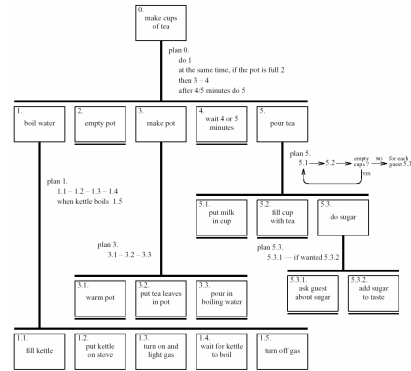 0.
make cups
of tea
plan 0.
do 1
at the same time, if the pot is full 2
then 3 – 4
after 4/5 minutes do 5
1.
boil water
2.
empty pot
3.
make pot
4.
wait 4 or 5
minutes
5.
pour tea
plan 1.
1.1 – 1.2 – 1.3 – 1.4
when kettle boils 1.5
plan 5.
5.1
5.2
empty
cups?
NO
for each
guest 5.3
YES
5.1.
put milk
in cup
5.2.
fill cup
with tea
5.3.
do sugar
plan 3.
3.1 – 3.2 – 3.3
plan 5.3.
5.3.1 — if wanted 5.3.2
3.1.
warm pot
3.2.
put tea leaves
in pot
3.3.
pour in
boiling water
5.3.1.
ask guest
about sugar
5.3.2.
add sugar
to taste
1.1.
fill kettle
1.2.
put kettle
on stove
1.3.
turn on and
light gas
1.4.
wait for kettle
to boil
1.5.
turn off gas